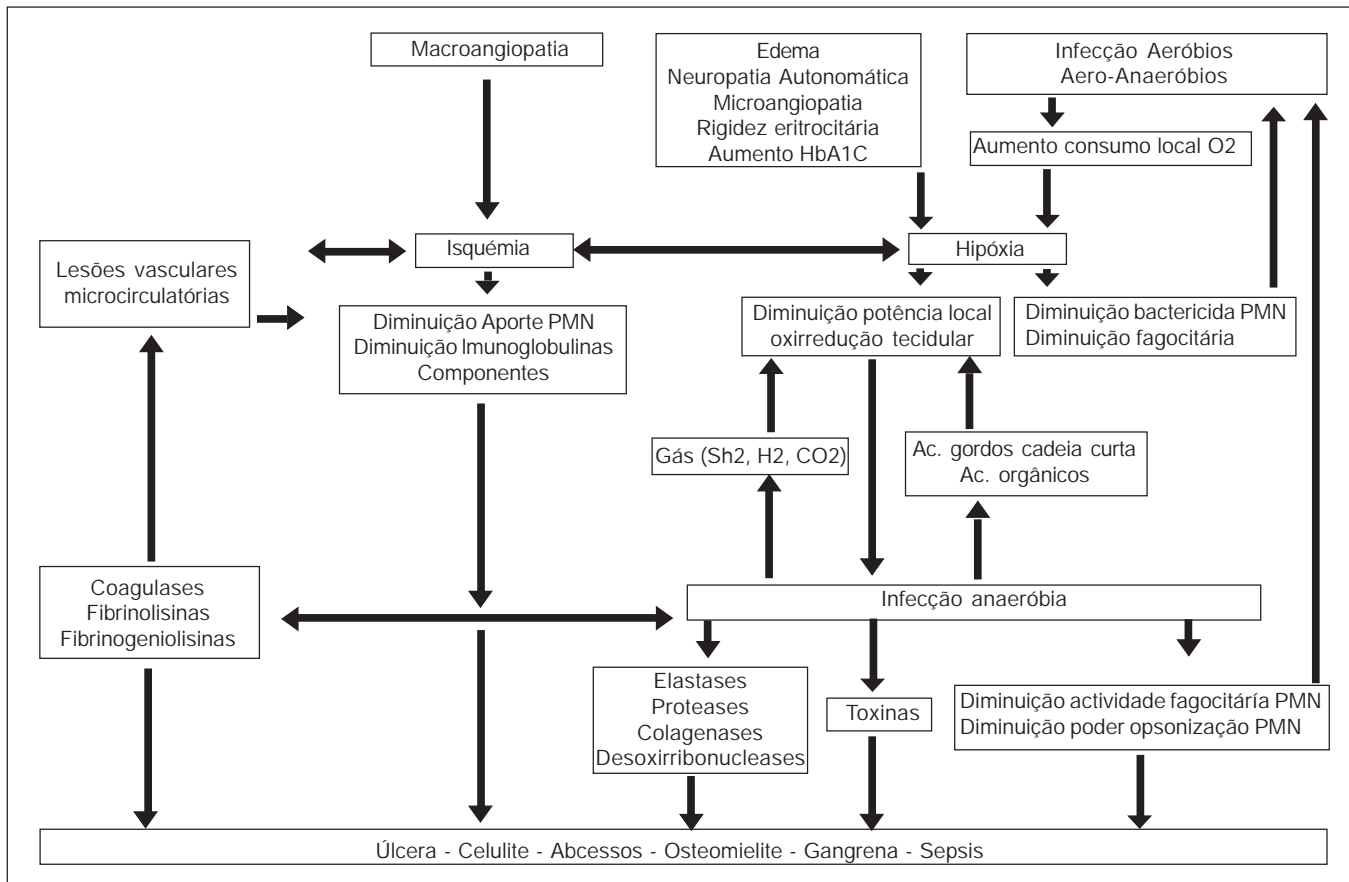 Macroangiopatia
Edema
Neuropatia Autonomática
Microangiopatia
Rigidez eritrocitária
Aumento HbA1C
Infecção Aeróbios
Aero-Anaeróbios
Aumento consumo local O2
Lesões vasculares
microcirculatórias
Isquémia
Hipóxia
Diminuição Aporte PMN
Diminuição Imunoglobulinas
Componentes
Diminuição potência local
oxirredução tecidular
Diminuição bactericida PMN
Diminuição fagocitária
Gás (Sh2, H2, CO2)
Ac. gordos cadeia curta
Ac. orgânicos
Coagulases
Fibrinolisinas
Fibrinogeniolisinas
Infecção anaeróbia
Elastases
Proteases
Colagenases
Desoxirribonucleases
Toxinas
Diminuição actividade fagocitáría PMN
Diminuição poder opsonização PMN
Úlcera - Celulite - Abcessos - Osteomielite - Gangrena - Sepsis